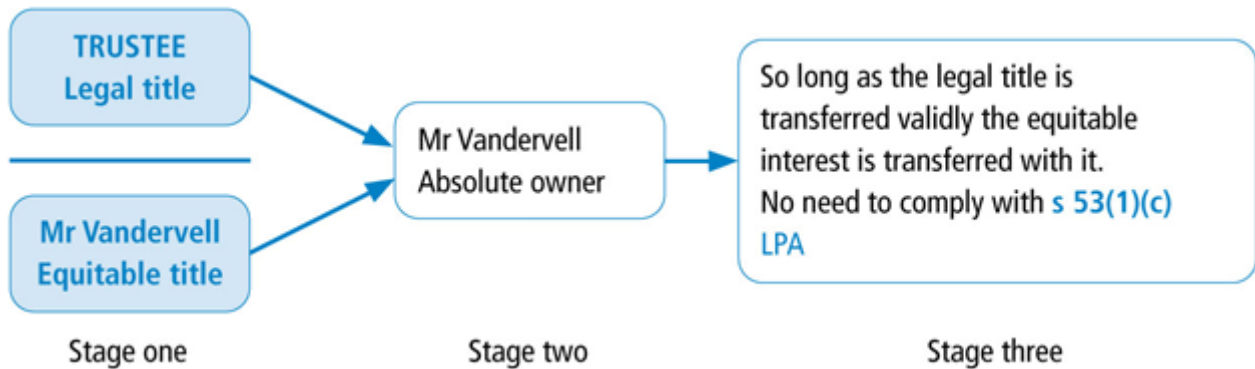 TRUSTEE
Legal title
Mr Vandervell
Equitable title
Stage one
Mr Vandervell
Absolute owner
Stage two
So long as the legal title is
transferred validly the equitable
interest is transferred with it.
No need to comply with s 53(1)(c)
LPA
Stage three